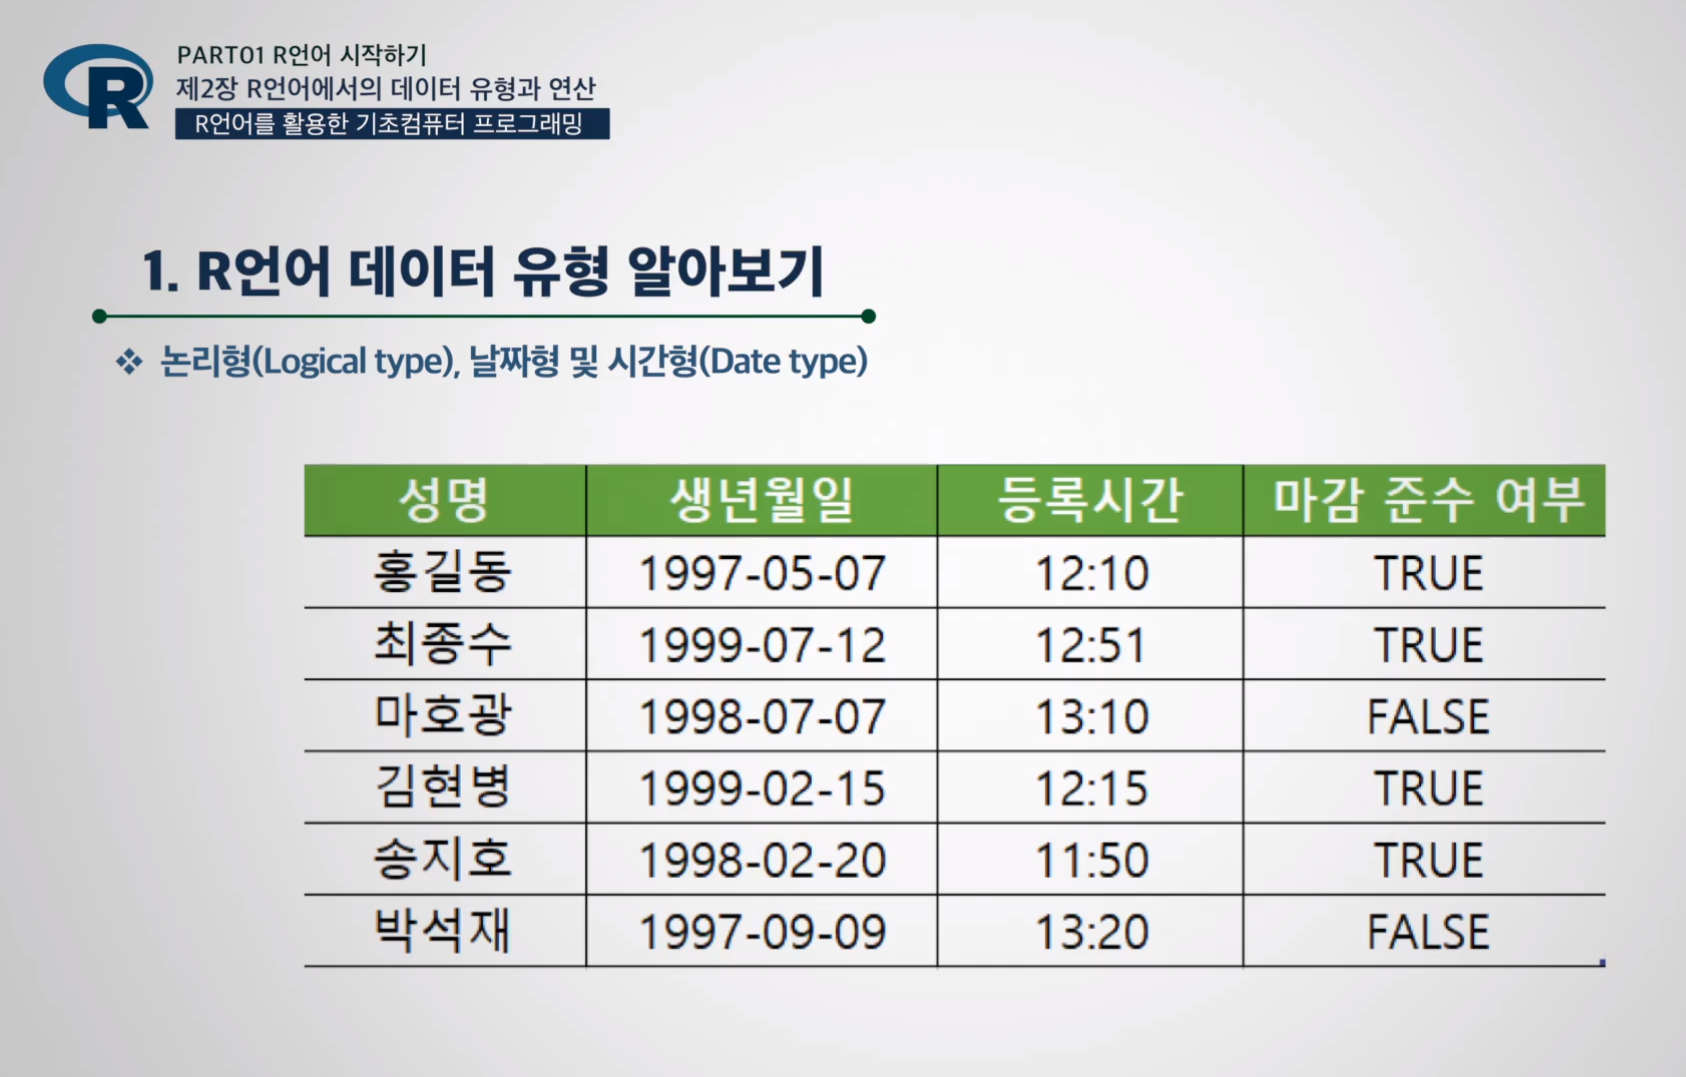 R
PART01 R언어 시작하기
제2장 R언어에서의 데이터 유형과 연산
R언어를 활용한 기초컴퓨터 프로그래밍
1. R언어 데이터 유형 알아보기
❖ 논리형(Logical type), 날짜형 및 시간형(Date type)
성명 생년월일 등록시간 마감 준수 여부
홍길동 1997-05-07 12:10 TRUE
최종수 1999-07-12 12:51 TRUE
마호광 1998-07-07 13:10 FALSE
김현병 1999-02-15 12:15 TRUE
송지호 1998-02-20 11:50 TRUE
박석재 1997-09-09 13:20 FALSE